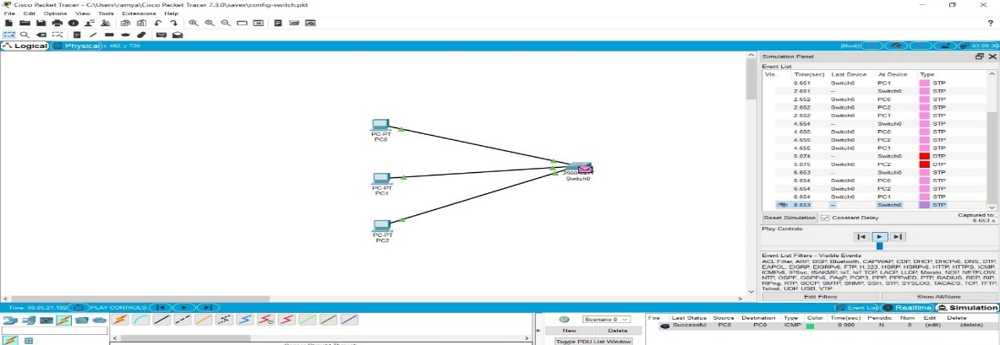 Cisco Packet Tracer - C:\Users\ramya\Cisco Packet Tracer 7.3.0\saves\config-switch.pkt
File Edit Options View Tools Extensions Help
?
Logical Physical x: 482, y: 720
[Root]
03:09:30
Simulation Panel
Event List
Vis. Time(sec) Last Device At Device Type
0.651 Switch0 PC1 STP
2.651 -- Switch0 STP
2.652 Switch0 PC0 STP
2.652 Switch0 PC2 STP
2.652 Switch0 PC1 STP
4.654 -- Switch0 STP
4.655 Switch0 PC0 STP
4.655 Switch0 PC2 STP
4.655 Switch0 PC1 STP
5.074 -- Switch0 DTP
5.075 Switch0 PC2 DTP
6.653 -- Switch0 STP
6.654 Switch0 PC0 STP
6.654 Switch0 PC2 STP
6.654 Switch0 PC1 STP
8.653 -- Switch0 STP
PC-PT
PC0
PC-PT
PC1
PC-PT
PC2
Switch0
Reset Simulation Constant Delay Captured to:
8.653 s
Play Controls
Event List Filters - Visible Events
ACL Filter, ARP, BGP, Bluetooth, CAPWAP, CDP, DHCP, DHCPv6, DNS, DTP,
EAPOL, EIGRP, EIGRPv6, FTP, H.323, HSRP, HSRPv6, HTTP, HTTPS, ICMP,
ICMPv6, IPSec, ISAKMP, IoT, IoT TCP, LACP, LLDP, Meraki, NDP, NETFLOW,
NTP, OSPF, OSPFv6, PAgP, POP3, PPP, PPPoED, PTP, RADIUS, REP, RIP,
RIPng, RTP, SCCP, SMTP, SNMP, SSH, STP, SYSLOG, TACACS, TCP, TFTP,
Telnet, UDP, USB, VTP
Edit Filters Show All/None
Time: 00:05:21.102 PLAY CONTROLS:
Event List Realtime Simulation
Scenario 0
New Delete
Toggle PDU List Window
Fire Last Status Source Destination Type Color Time(sec) Periodic Num Edit Delete
Successful PC0 PC0 ICMP 0.000 N 0 (edit) (delete)